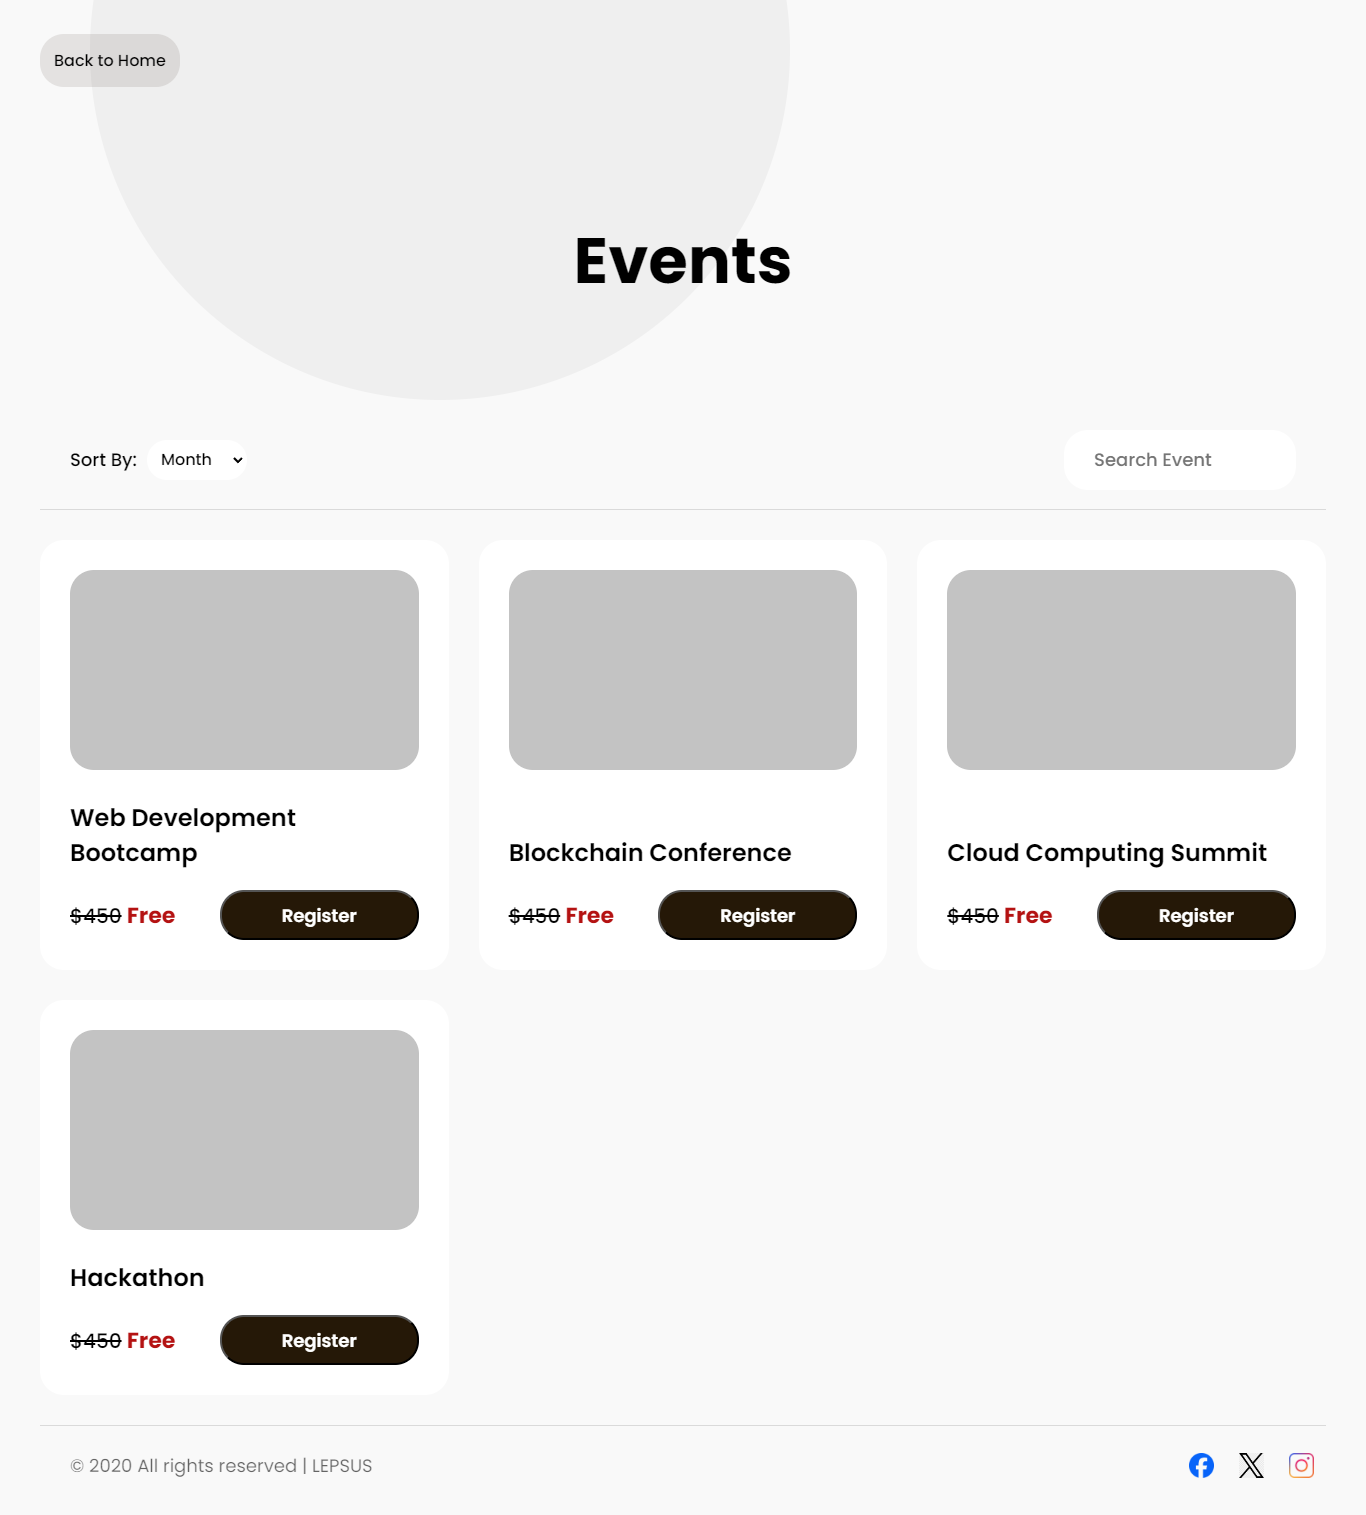 Back to Home
Events
Sort By: Month
Search Event
Web Development
Bootcamp
$450 Free
Register
Blockchain Conference
$450 Free
Register
Cloud Computing Summit
$450 Free
Register
Hackathon
$450 Free
Register
© 2020 All rights reserved | LEPSUS